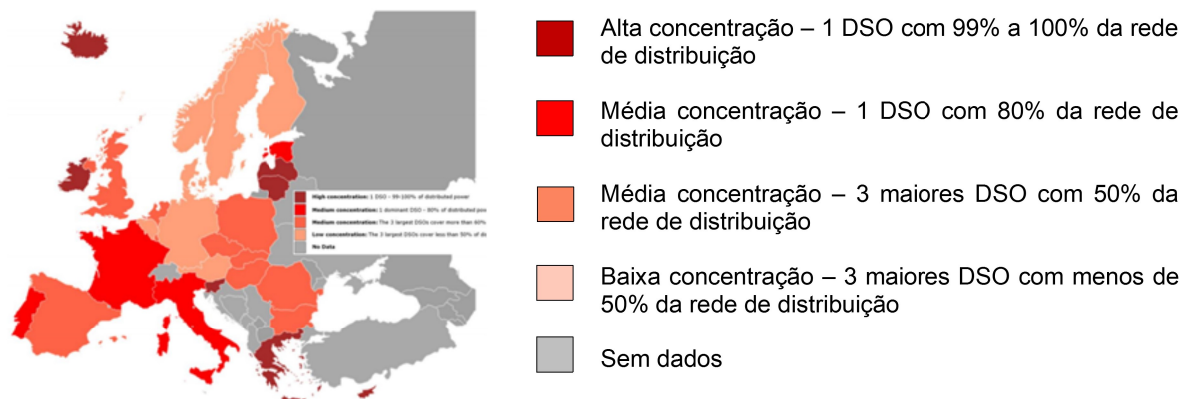 Alta concentração – 1 DSO com 99% a 100% da rede
de distribuição
Média concentração – 1 DSO com 80% da rede de
distribuição
Média concentração – 3 maiores DSO com 50% da
rede de distribuição
Baixa concentração – 3 maiores DSO com menos de
50% da rede de distribuição
Sem dados
High concentration: 1 DSO – 99-100% of distributed power
Medium concentration: 1 dominant DSO – 80% of distributed pow
Medium concentration: The 3 largest DSOs cover more than 60%
Low concentration: The 3 largest DSOs cover less than 50% of di
No Data